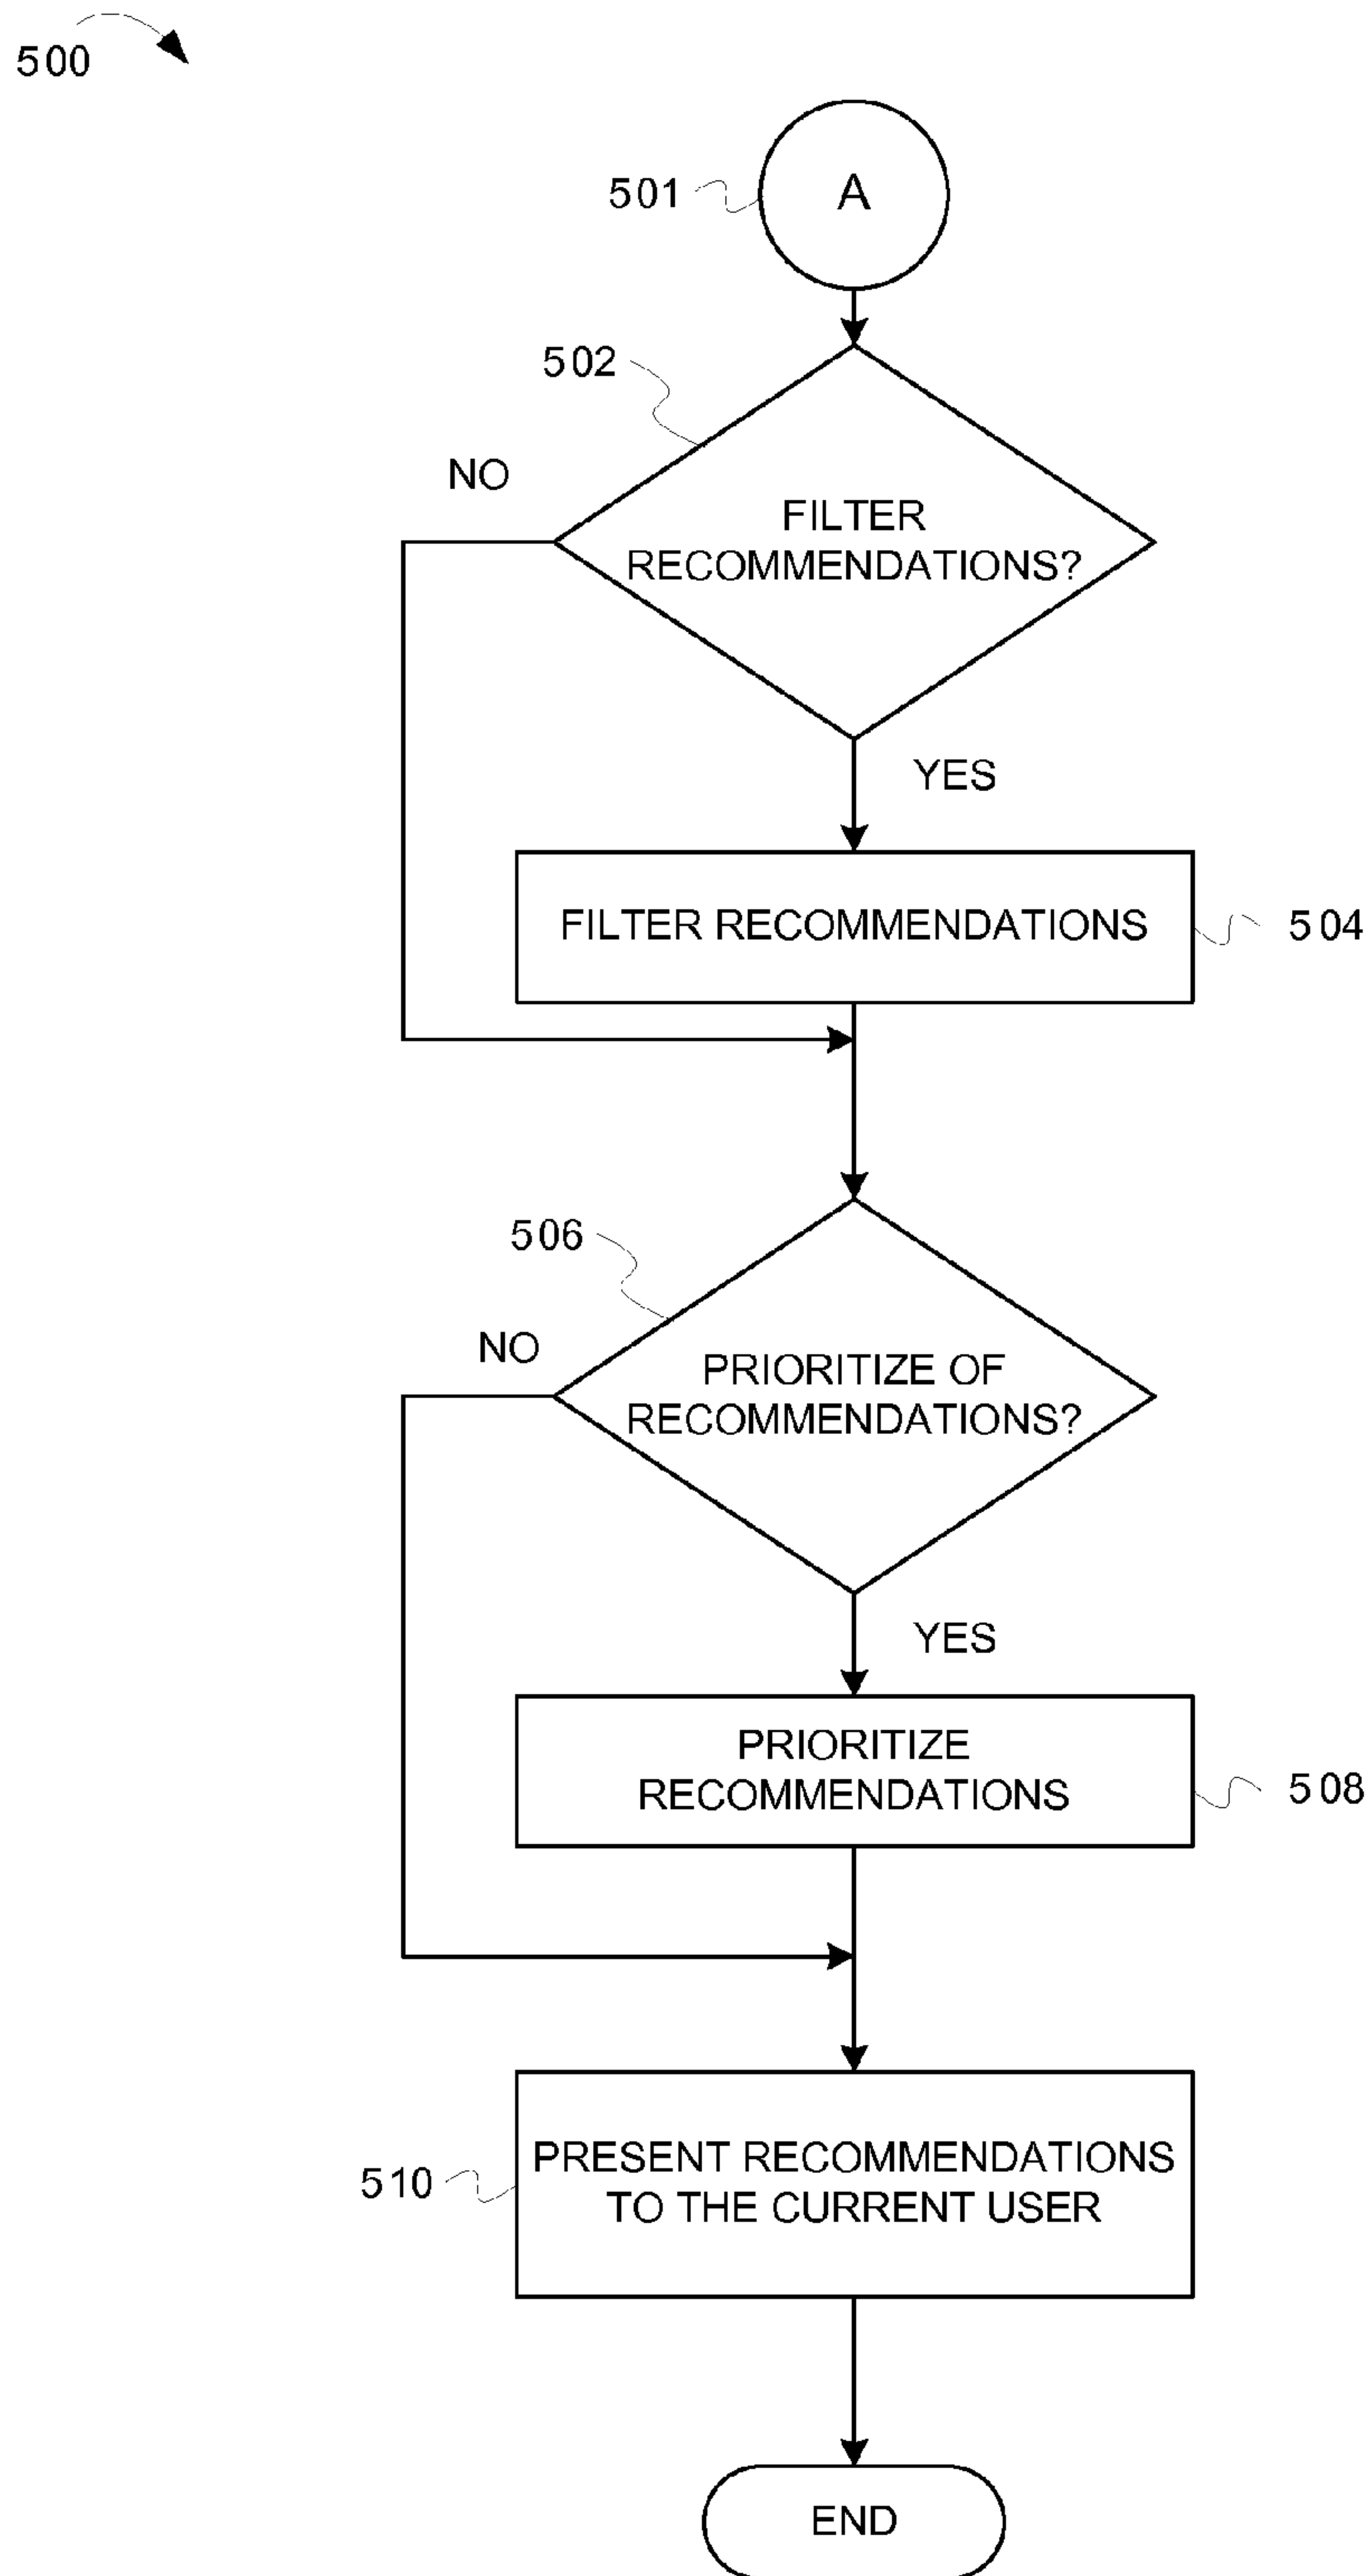 500
501
A
502
NO
FILTER
RECOMMENDATIONS?
YES
FILTER RECOMMENDATIONS
504
506
NO
PRIORITIZE OF
RECOMMENDATIONS?
YES
PRIORITIZE
RECOMMENDATIONS
508
PRESENT RECOMMENDATIONS
TO THE CURRENT USER
510
END